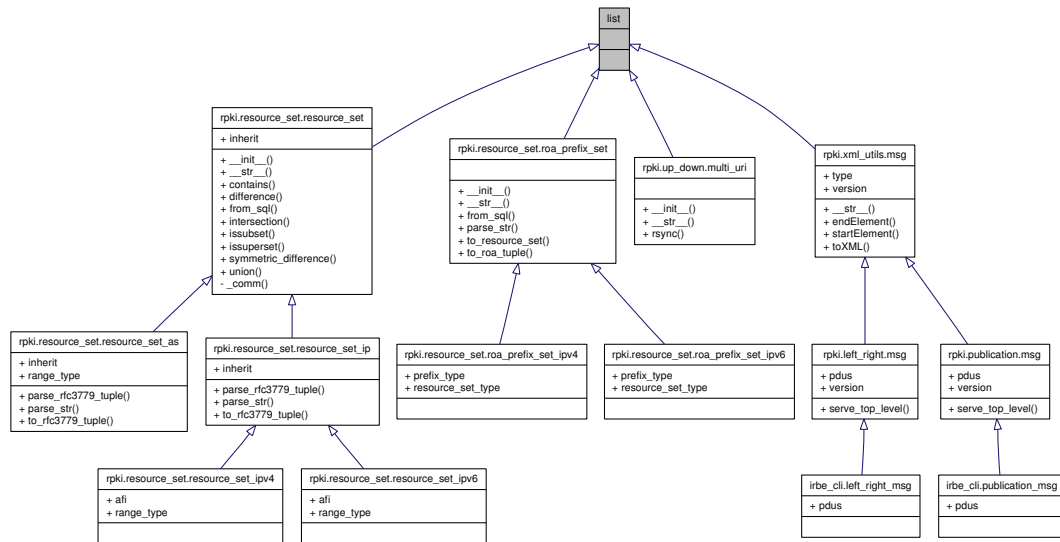 list
rpki.resource_set.resource_set
+ inherit
+ __init__()
+ __str__()
+ contains()
+ difference()
+ from_sql()
+ intersection()
+ issubset()
+ issuperset()
+ symmetric_difference()
+ union()
- _comm()
rpki.resource_set.roa_prefix_set
+ __init__()
+ __str__()
+ from_sql()
+ parse_str()
+ to_resource_set()
+ to_roa_tuple()
rpki.up_down.multi_uri
+ __init__()
+ __str__()
+ rsync()
rpki.xml_utils.msg
+ type
+ version
+ __str__()
+ endElement()
+ startElement()
+ toXML()
rpki.resource_set.resource_set_as
+ inherit
+ range_type
+ parse_rfc3779_tuple()
+ parse_str()
+ to_rfc3779_tuple()
rpki.resource_set.resource_set_ip
+ inherit
+ parse_rfc3779_tuple()
+ parse_str()
+ to_rfc3779_tuple()
rpki.resource_set.roa_prefix_set_ipv4
+ prefix_type
+ resource_set_type
rpki.resource_set.roa_prefix_set_ipv6
+ prefix_type
+ resource_set_type
rpki.left_right.msg
+ pdus
+ version
+ serve_top_level()
rpki.publication.msg
+ pdus
+ version
+ serve_top_level()
rpki.resource_set.resource_set_ipv4
+ afi
+ range_type
rpki.resource_set.resource_set_ipv6
+ afi
+ range_type
irbe_cli.left_right_msg
+ pdus
irbe_cli.publication_msg
+ pdus